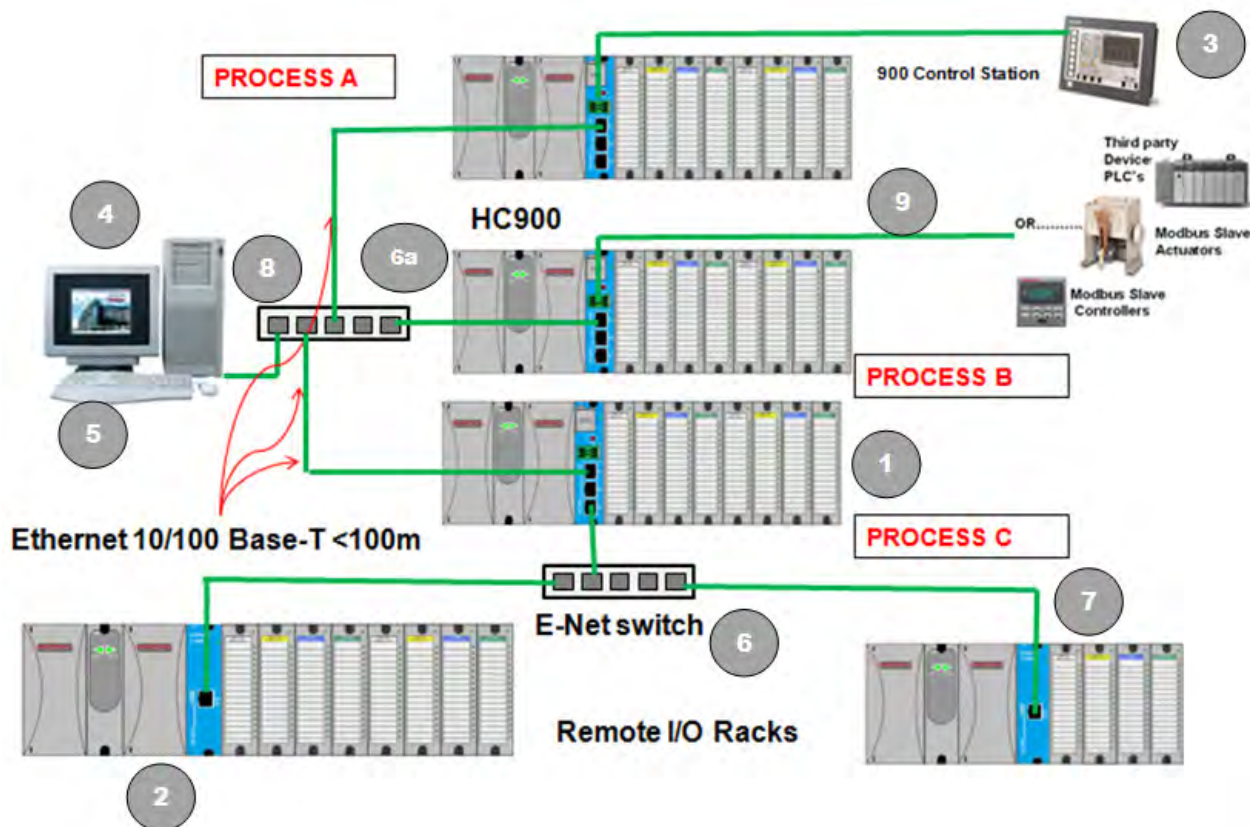 PROCESS A
3
900 Control Station
Third party
Device
PLC's
4
HC900
9
8
6a
OR...........
Modbus Slave
Actuators
Modbus Slave
Controllers
PROCESS B
5
1
Ethernet 10/100 Base-T <100m
PROCESS C
7
E-Net switch
6
Remote I/O Racks
2